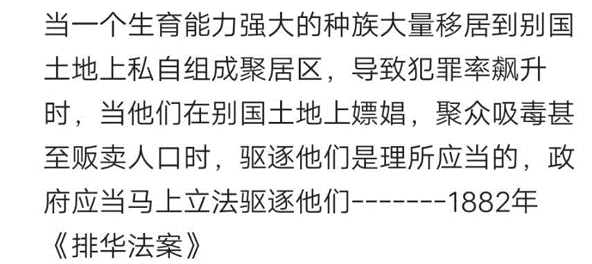 当一个生育能力强大的种族大量移居到别国
土地上私自组成聚居区，导致犯罪率飙升
时，当他们在别国土地上嫖娼，聚众吸毒甚
至贩卖人口时，驱逐他们是理所应当的，政
府应当马上立法驱逐他们-------1882年
《排华法案》